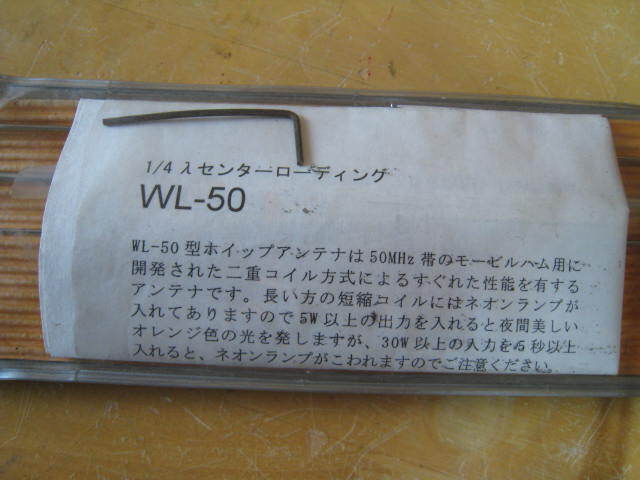 1/4 λセンターローディング
WL-50
WL-50 型ホイップアンテナは 50MHz 帯のモービルハム用に
開発された二重コイル方式によるすぐれた性能を有する
アンテナです。長い方の短縮コイルにはネオンランプが
入れてありますので 5W 以上の出力を入れると夜間美しい
オレンジ色の光を発しますが、30W 以上の入力を5 秒以上
入れると、ネオンランプがこわれますのでご注意ください。